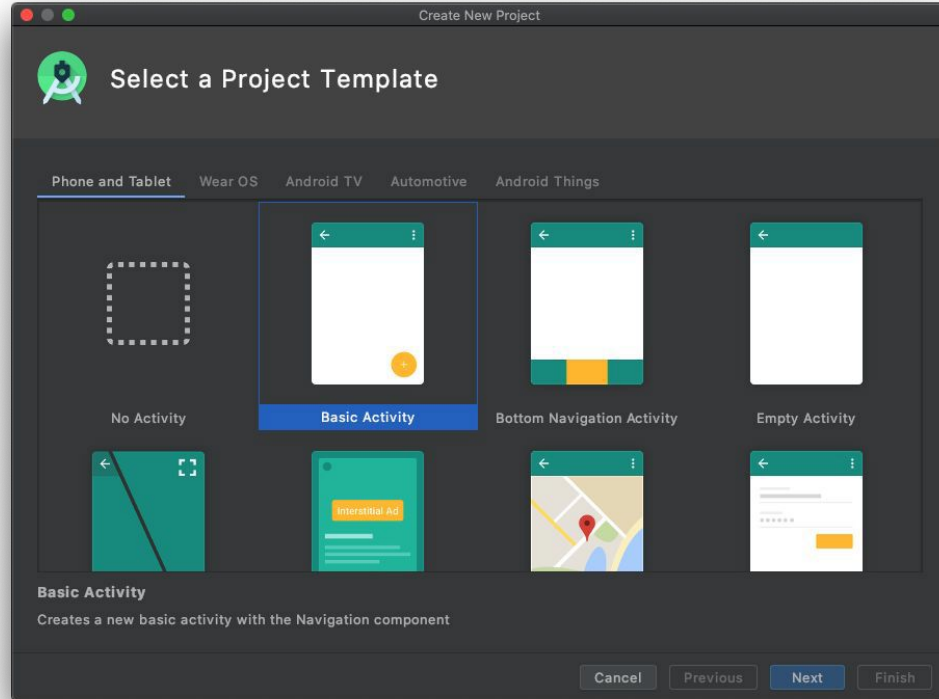 Create New Project
Select a Project Template
Phone and Tablet Wear OS Android TV Automotive Android Things
No Activity Basic Activity Bottom Navigation Activity Empty Activity
Interstitial Ad
Basic Activity
Creates a new basic activity with the Navigation component
Cancel Previous Next Finish